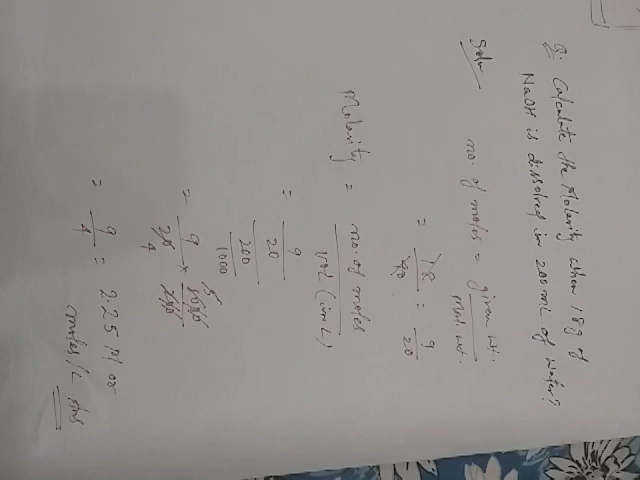 Q: Calculate the Molarity when 18g of
NaOH is dissolved in 200 mL of water?
Soln no. of moles = given wt. / mol. wt.
= 18/40 = 9/20
Molarity = no. of moles / vol (in L)
= 9/20 / 200/1000
= 9/20 4 × 1000 5/200
= 9/4 = 2.25 M or
moles/L Ans